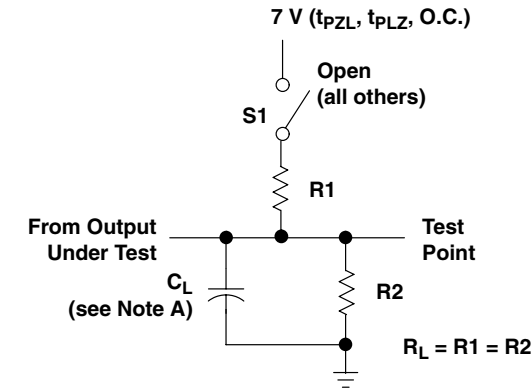 7 V (tPZL, tPLZ, O.C.)
Open
(all others)
S1
R1
From Output
Under Test
Test
Point
CL
(see Note A)
R2
RL = R1 = R2